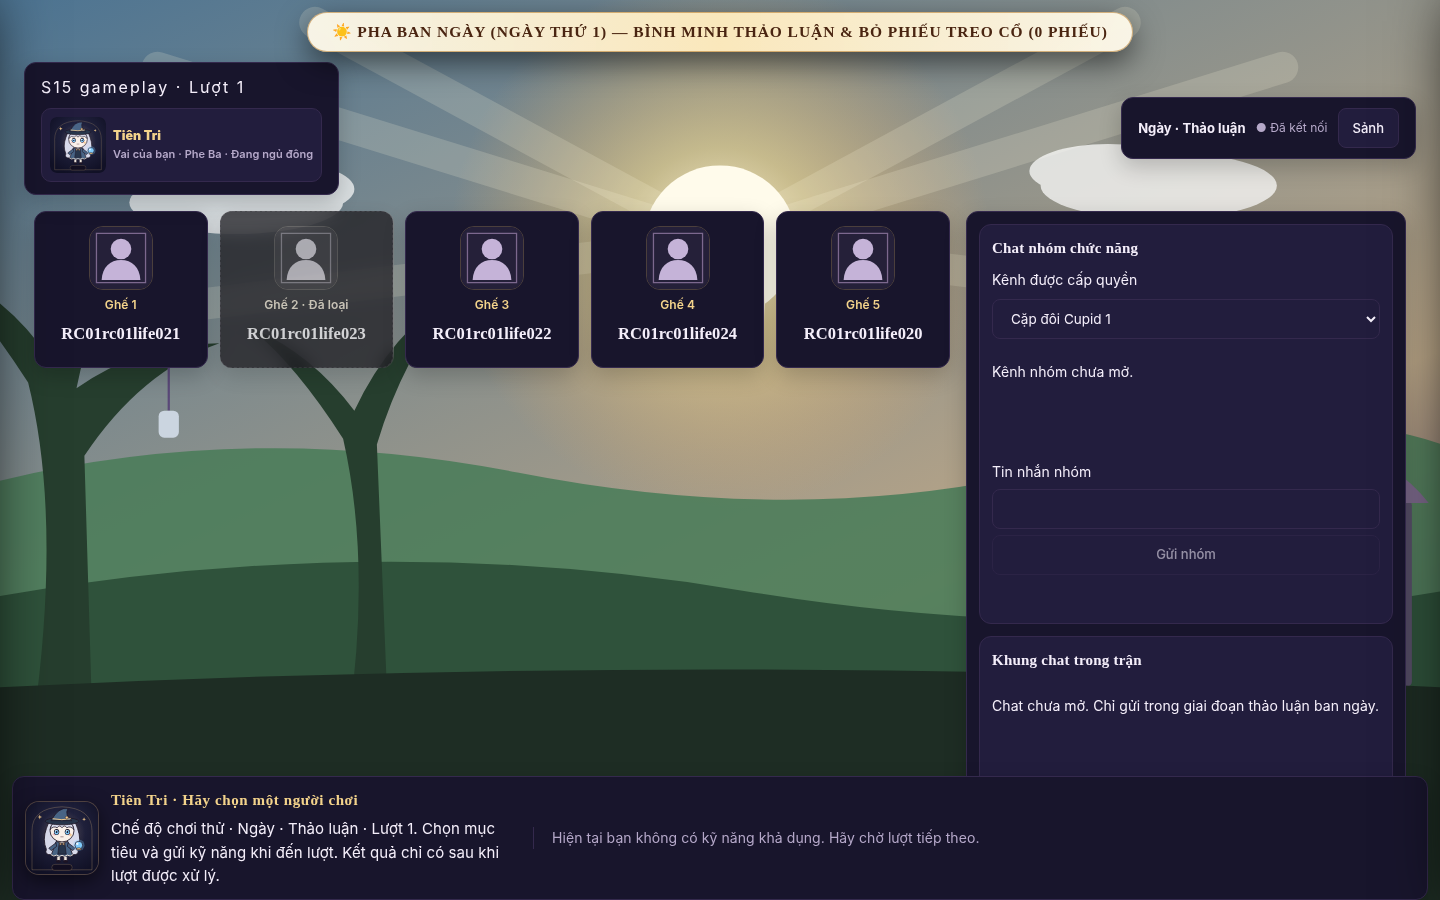 ☀️ PHA BAN NGÀY (NGÀY THỨ 1) — BÌNH MINH THẢO LUẬN & BỎ PHIẾU TREO CỔ (0 PHIẾU)
S15 gameplay · Lượt 1
Tiên Tri
Vai của bạn · Phe Ba · Đang ngủ đông
Ngày · Thảo luận
Đã kết nối
Sảnh
Ghế 1
RC01rc01life021
Ghế 2 · Đã loại
RC01rc01life023
Ghế 3
RC01rc01life022
Ghế 4
RC01rc01life024
Ghế 5
RC01rc01life020
Chat nhóm chức năng
Kênh được cấp quyền
Cặp đôi Cupid 1
Kênh nhóm chưa mở.
Tin nhắn nhóm
Gửi nhóm
Khung chat trong trận
Chat chưa mở. Chỉ gửi trong giai đoạn thảo luận ban ngày.
Tiên Tri · Hãy chọn một người chơi
Chế độ chơi thử · Ngày · Thảo luận · Lượt 1. Chọn mục
tiêu và gửi kỹ năng khi đến lượt. Kết quả chỉ có sau khi
lượt được xử lý.
Hiện tại bạn không có kỹ năng khả dụng. Hãy chờ lượt tiếp theo.